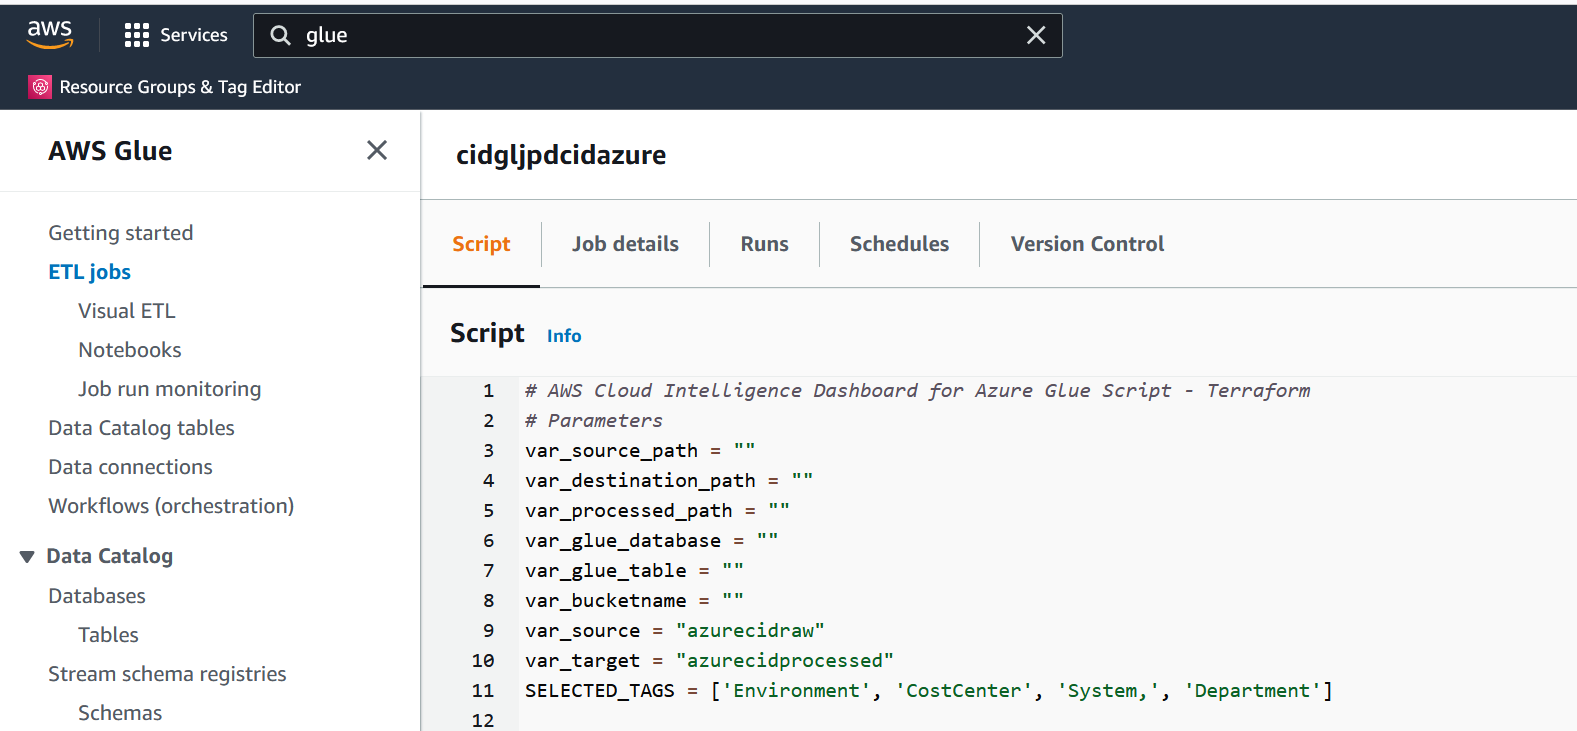 aws
Services
glue
Resource Groups & Tag Editor
AWS Glue
Getting started
ETL jobs
Visual ETL
Notebooks
Job run monitoring
Data Catalog tables
Data connections
Workflows (orchestration)
Data Catalog
Databases
Tables
Stream schema registries
Schemas
cidgljpdcidazure
Script
Job details
Runs
Schedules
Version Control
Script Info
1 # AWS Cloud Intelligence Dashboard for Azure Glue Script - Terraform
2 # Parameters
3 var_source_path = ""
4 var_destination_path = ""
5 var_processed_path = ""
6 var_glue_database = ""
7 var_glue_table = ""
8 var_bucketname = ""
9 var_source = "azurecidraw"
10 var_target = "azurecidprocessed"
11 SELECTED_TAGS = ['Environment', 'CostCenter', 'System,', 'Department']
12